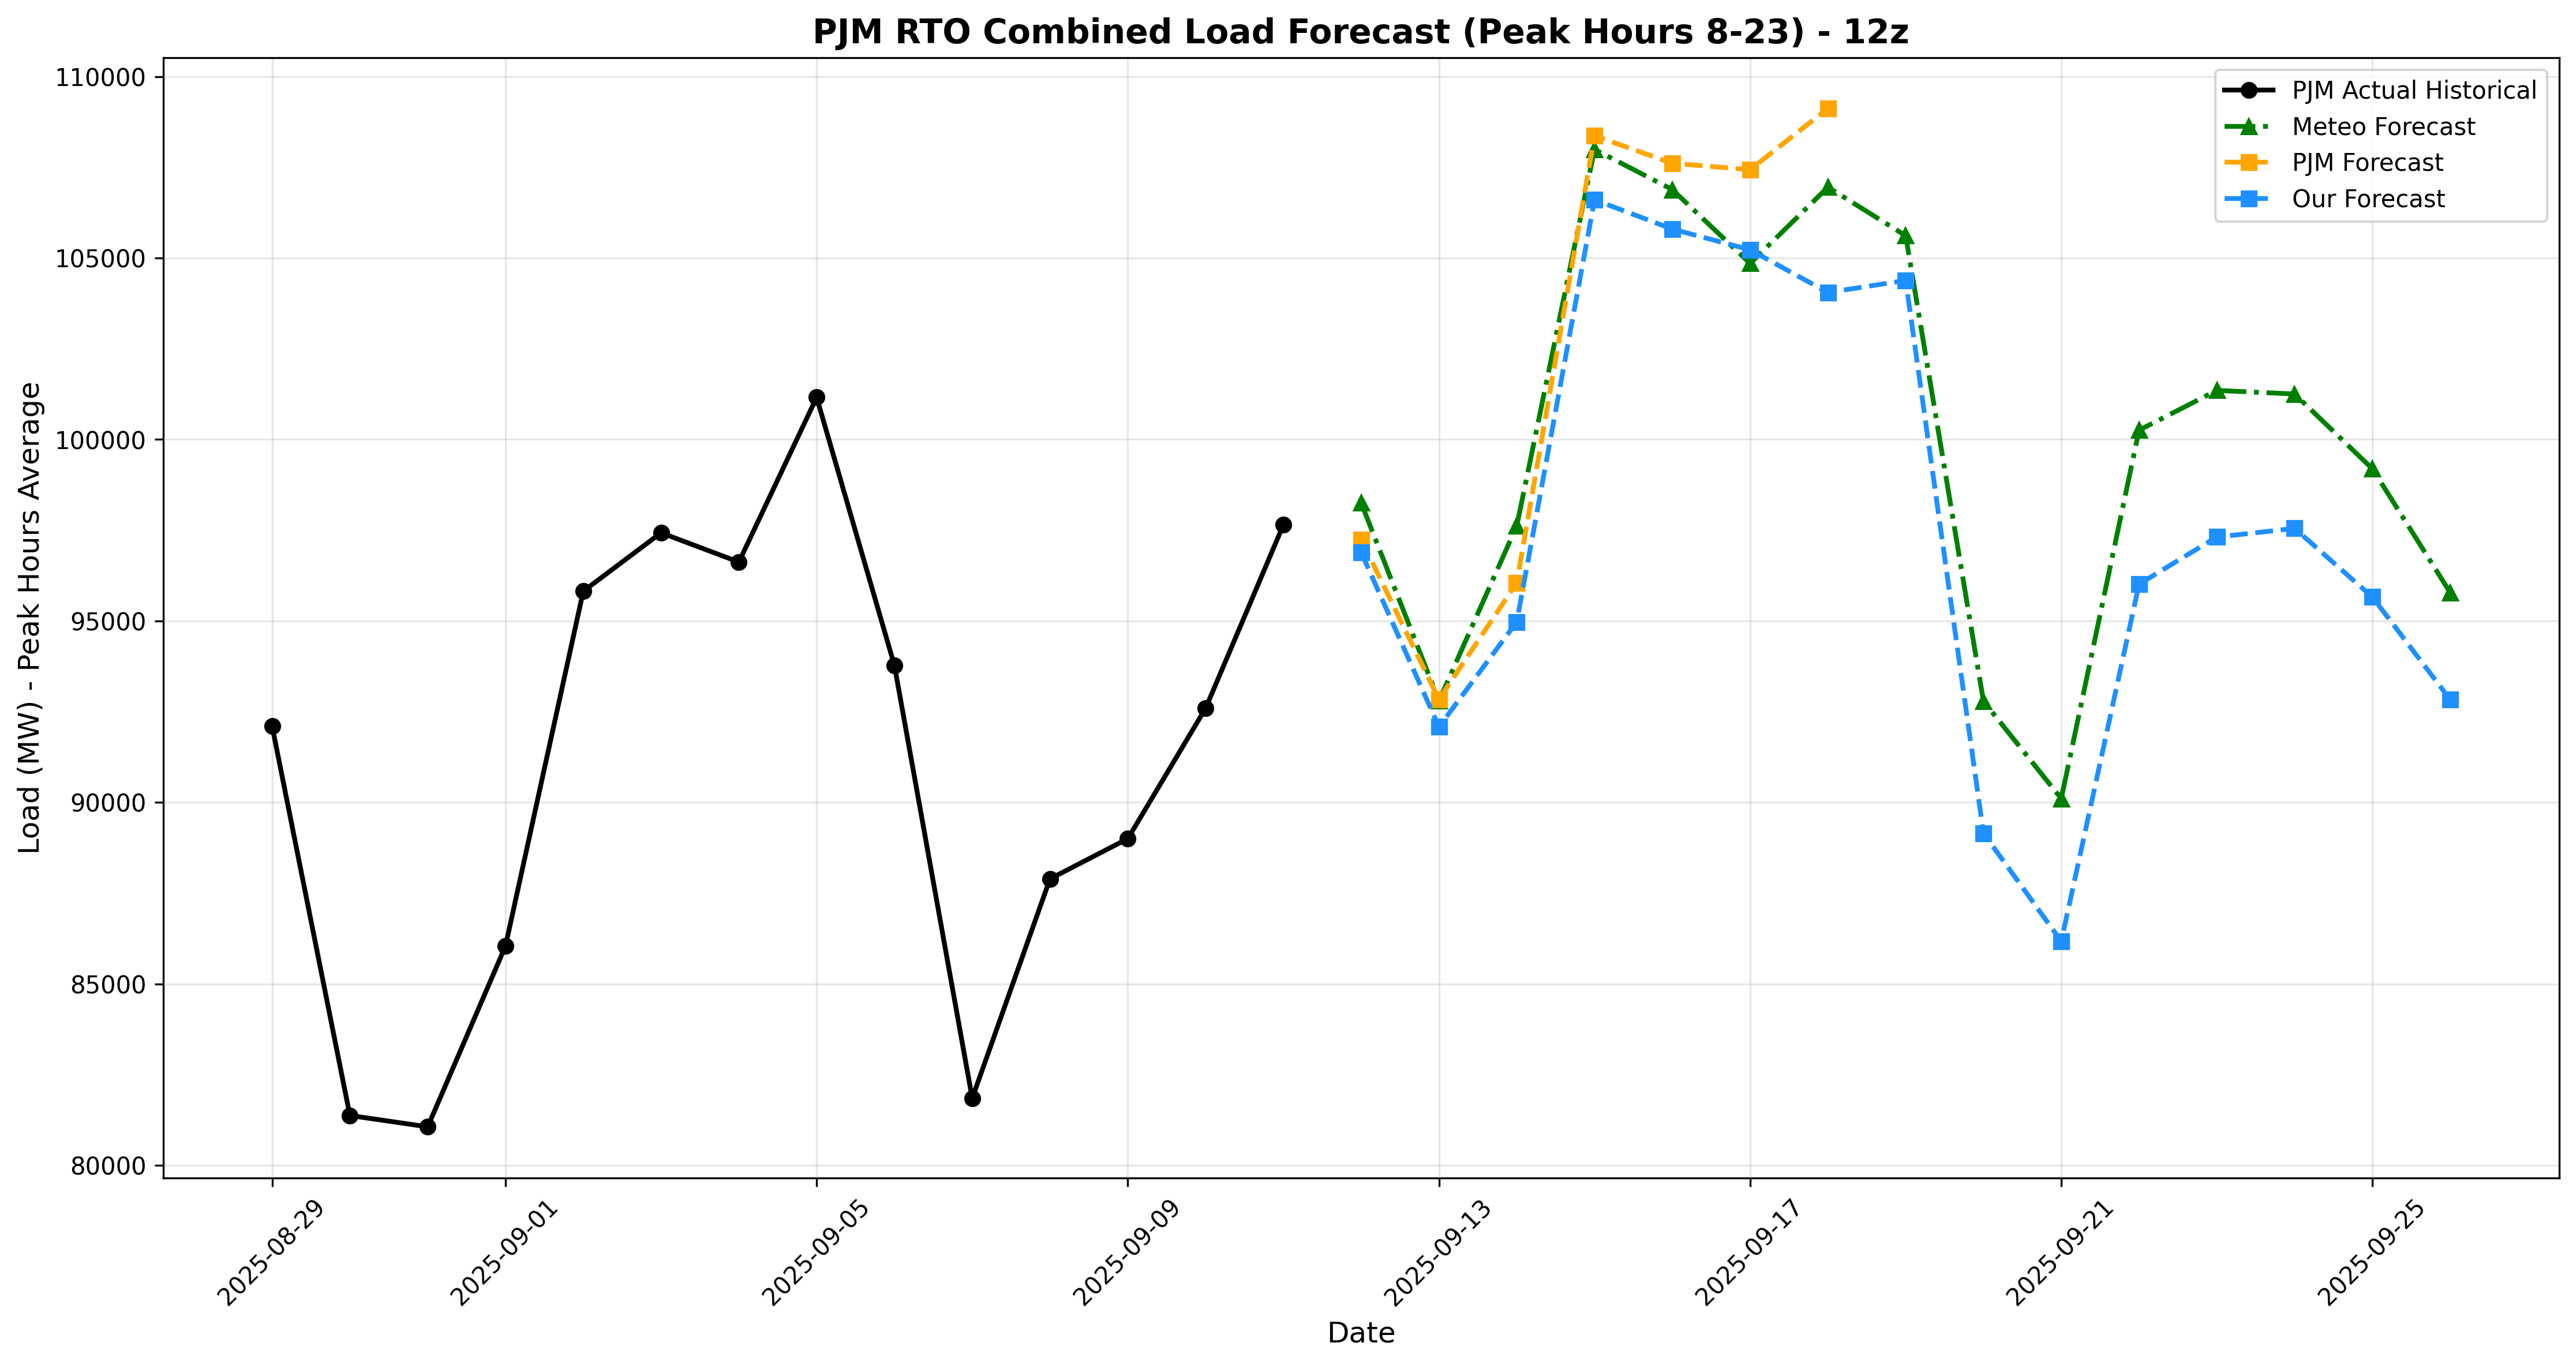 PJM RTO Combined Load Forecast (Peak Hours 8-23) - 12z
110000
105000
100000
95000
90000
85000
80000
Load (MW) - Peak Hours Average
PJM Actual Historical
Meteo Forecast
PJM Forecast
Our Forecast
2025-08-29
2025-09-01
2025-09-05
2025-09-09
2025-09-13
2025-09-17
2025-09-21
2025-09-25
Date